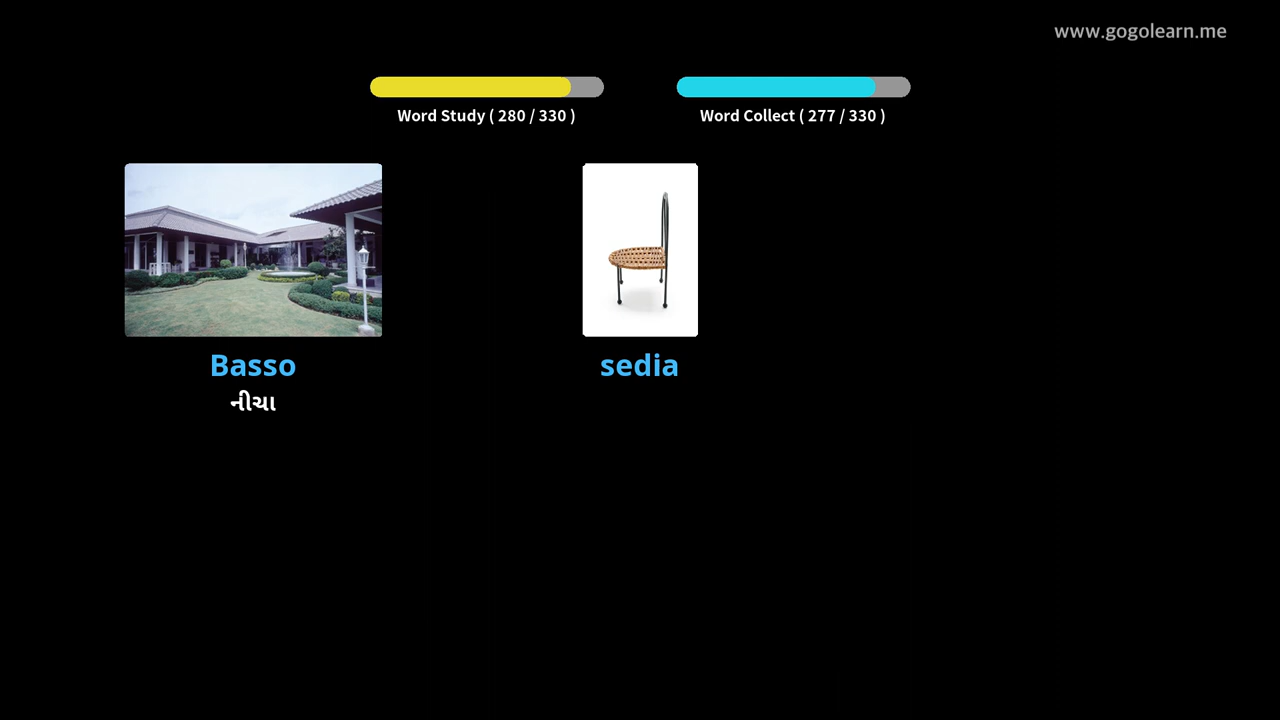 www.gogolearn.me
Word Study ( 280 / 330 )
Word Collect ( 277 / 330 )
Basso
નીચા
sedia